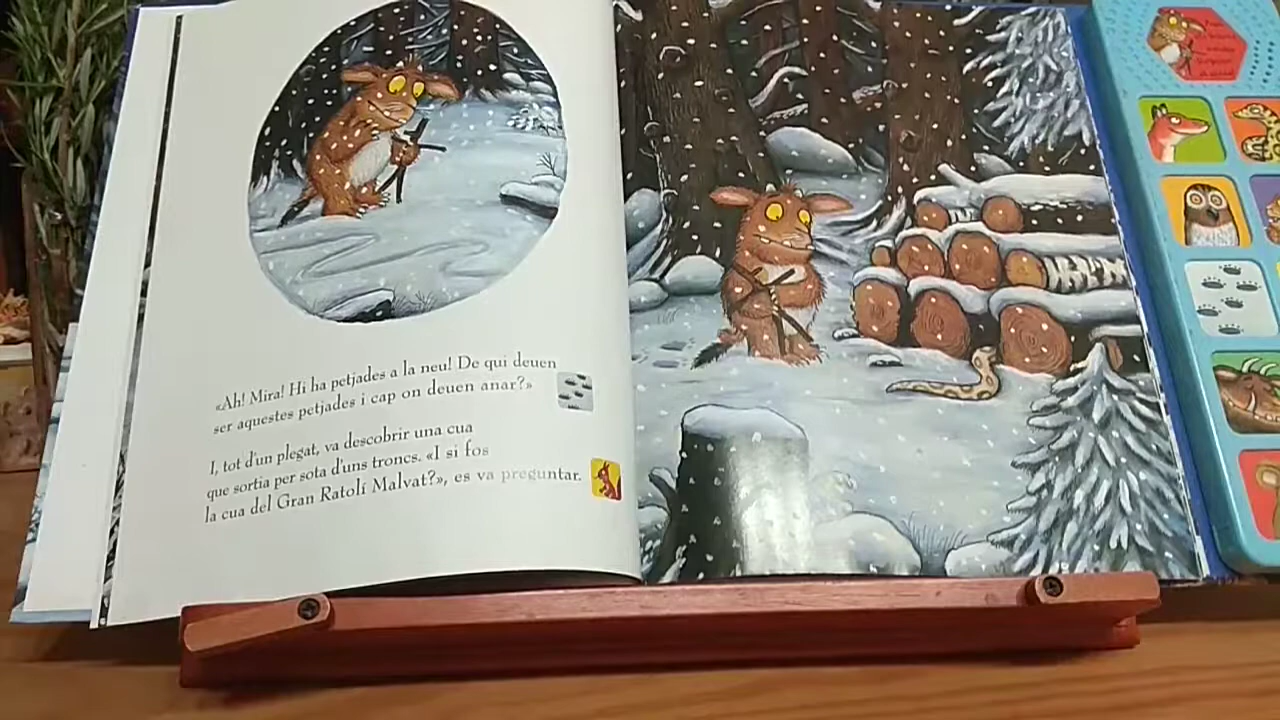 «Ah! Mira! Hi ha petjades a la neu! De qui deuen
ser aquestes petjades i cap on deuen anar?»
I, tot d'un plegat, va descobrir una cua
que sortia per sota d'uns troncs. «I si fos
la cua del Gran Ratolí Malvat?», es va preguntar.